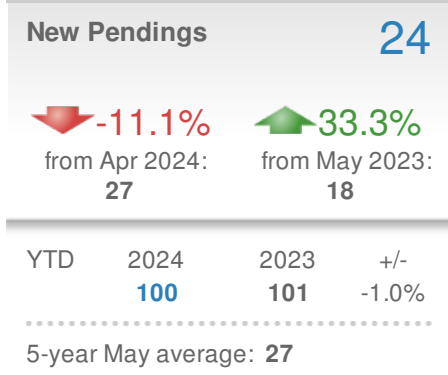 New Pendings 24
-11.1% 33.3%
from Apr 2024: from May 2023:
27 18
YTD 2024 2023 +/-
100 101 -1.0%
5-year May average: 27